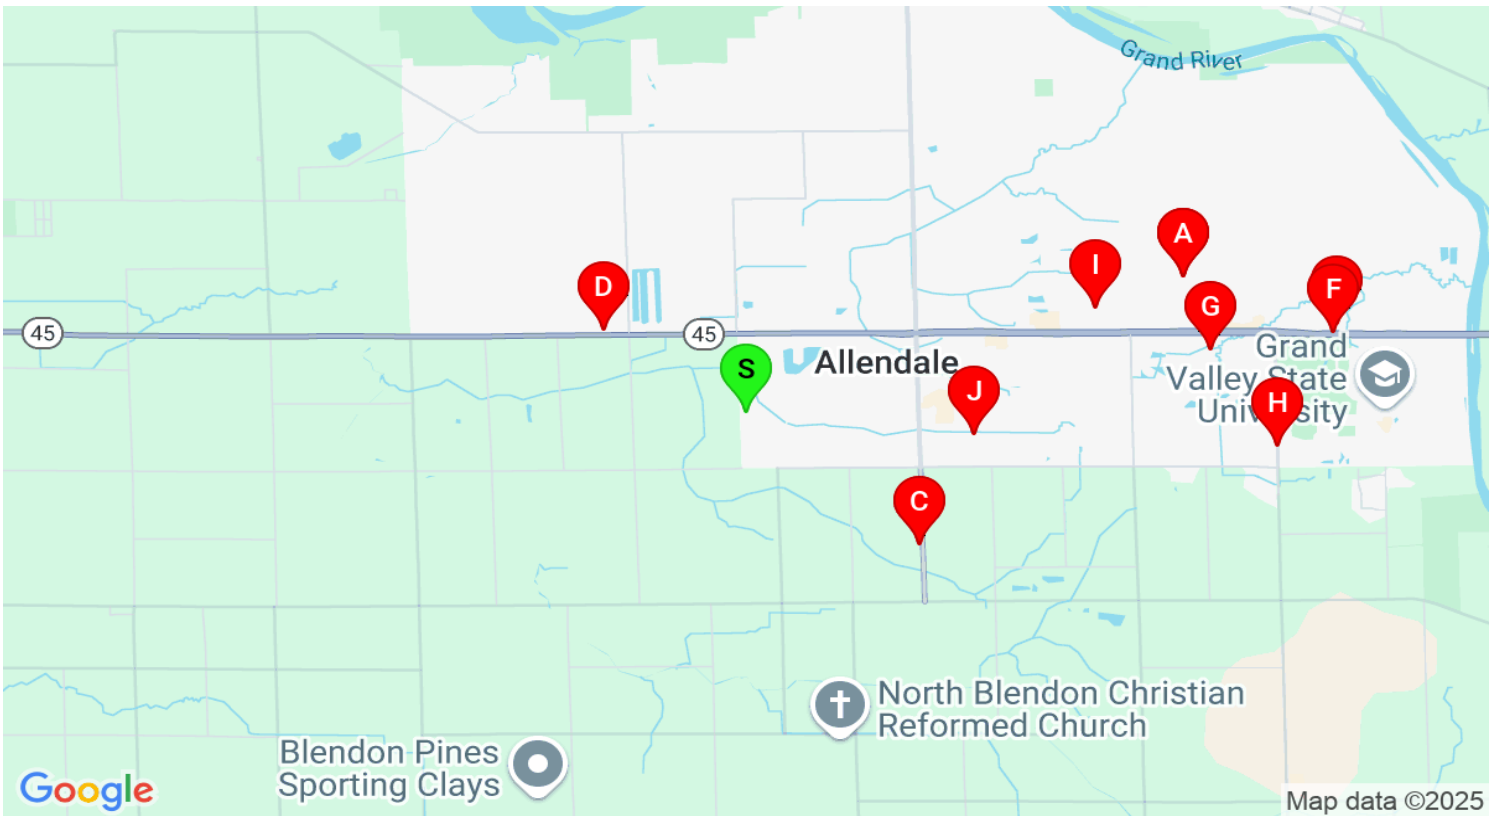 Grand River
A
I
D
G
F
45
45
S
Allendale
Grand
Valley State
University
J
H
C
North Blendon Christian
Reformed Church
Blendon Pines
Sporting Clays
Google
Map data ©2025